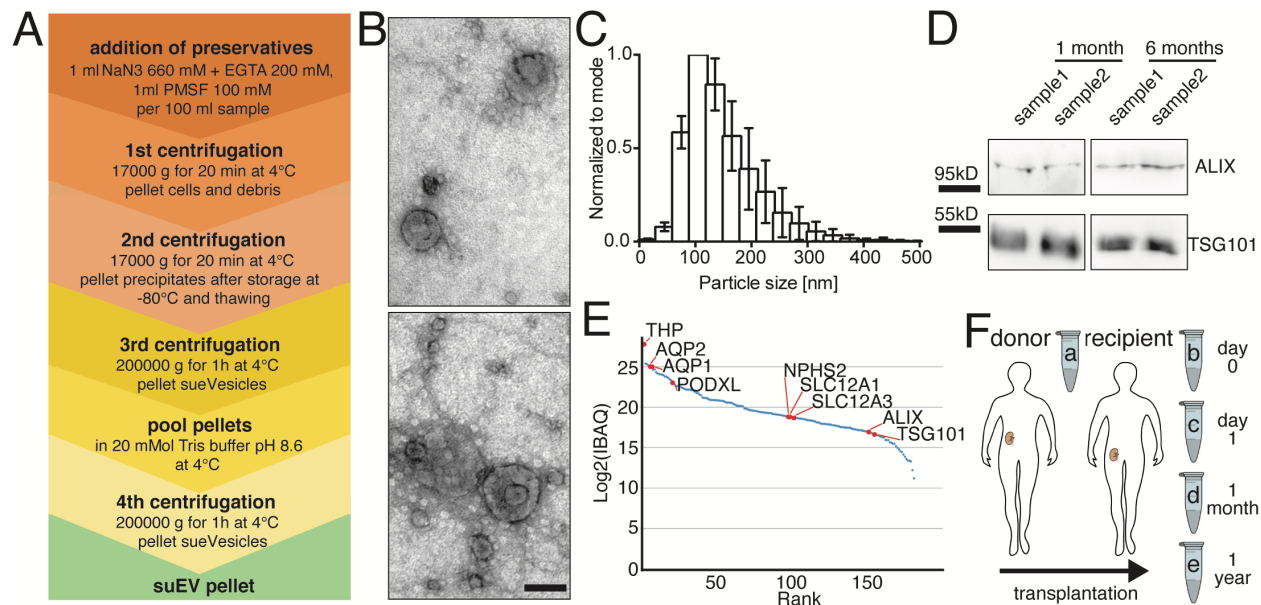 A
addition of preservatives
1 ml NaN3 660 mM + EGTA 200 mM,
1ml PMSF 100 mM
per 100 ml sample
1st centrifugation
17000 g for 20 min at 4°C
pellet cells and debris
2nd centrifugation
17000 g for 20 min at 4°C
pellet precipitates after storage at
-80°C and thawing
3rd centrifugation
200000 g for 1h at 4°C
pellet sueVesicles
pool pellets
in 20 mMol Tris buffer pH 8.6
at 4°C
4th centrifugation
200000 g for 1h at 4°C
pellet sueVesicles
suEV pellet
B
C
Normalized to mode
1.0
0.5
0.0
0 100 200 300 400 500
Particle size [nm]
D
1 month 6 months
sample1 sample2 sample1 sample2
95kD ALIX
55kD TSG101
E
Log2(IBAQ)
25
20
15
10
5
0
THP
AQP2
AQP1
PODXL
NPHS2
SLC12A1
SLC12A3
ALIX
TSG101
50 100 150
Rank
F
donor a recipient
b day 0
c day 1
d 1 month
e 1 year
transplantation